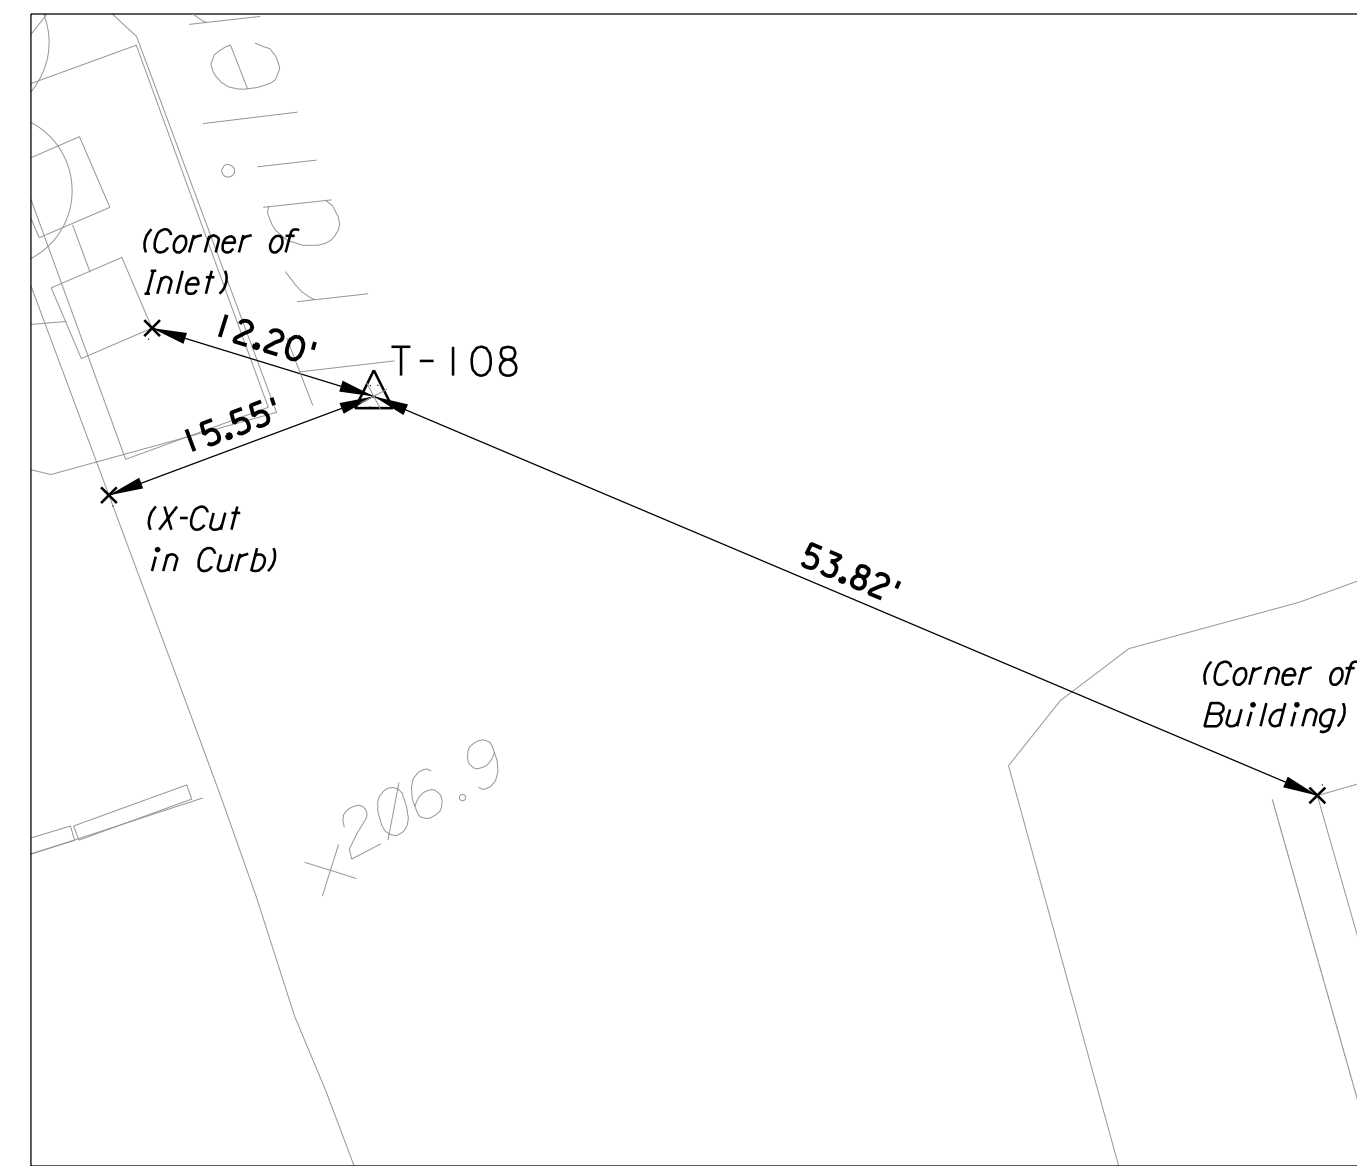 (Corner of
Inlet)
12.20'
T-108
15.55'
(X-Cut
in Curb)
53.82'
(Corner of
Building)
×206.9